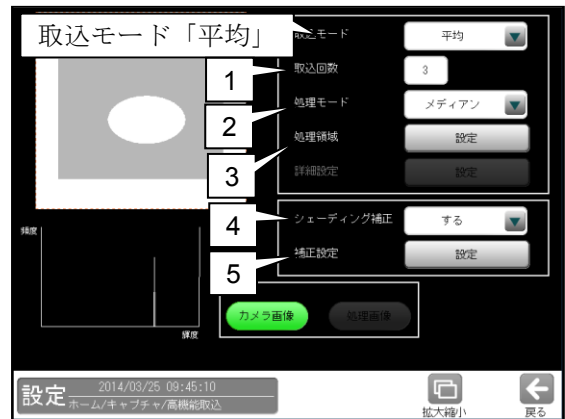 取込モード「平均」
取込モード
平均
1
取込回数
3
2
処理モード
メディアン
処理領域
設定
3
詳細設定
設定
4
シェーディング補正
する
5
補正設定
設定
頻度
輝度
カメラ画像
処理画像
設定
2014/03/25 09:45:10
ホーム/キャプチャ/高機能取込
拡大縮小
戻る